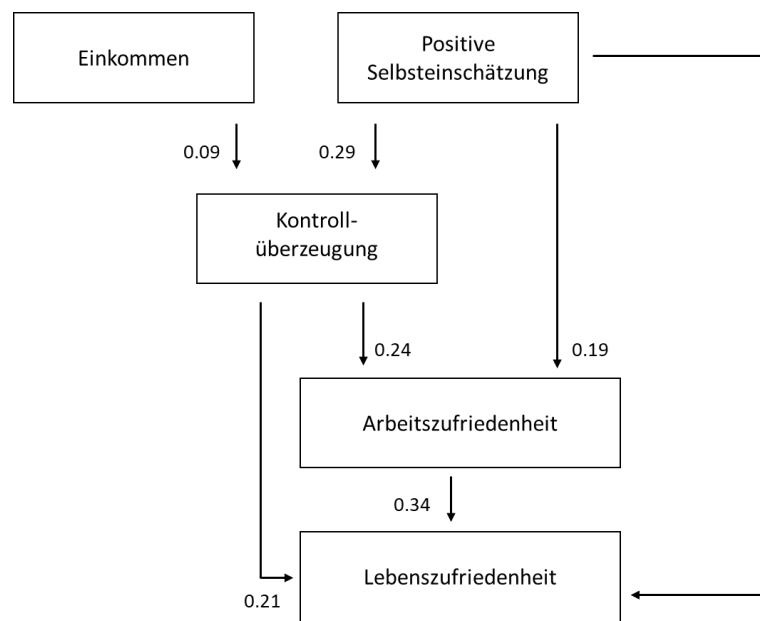 Einkommen
Positive
Selbsteinschätzung
0.09
0.29
Kontroll-
überzeugung
0.24
0.19
Arbeitszufriedenheit
0.34
Lebenszufriedenheit
0.21